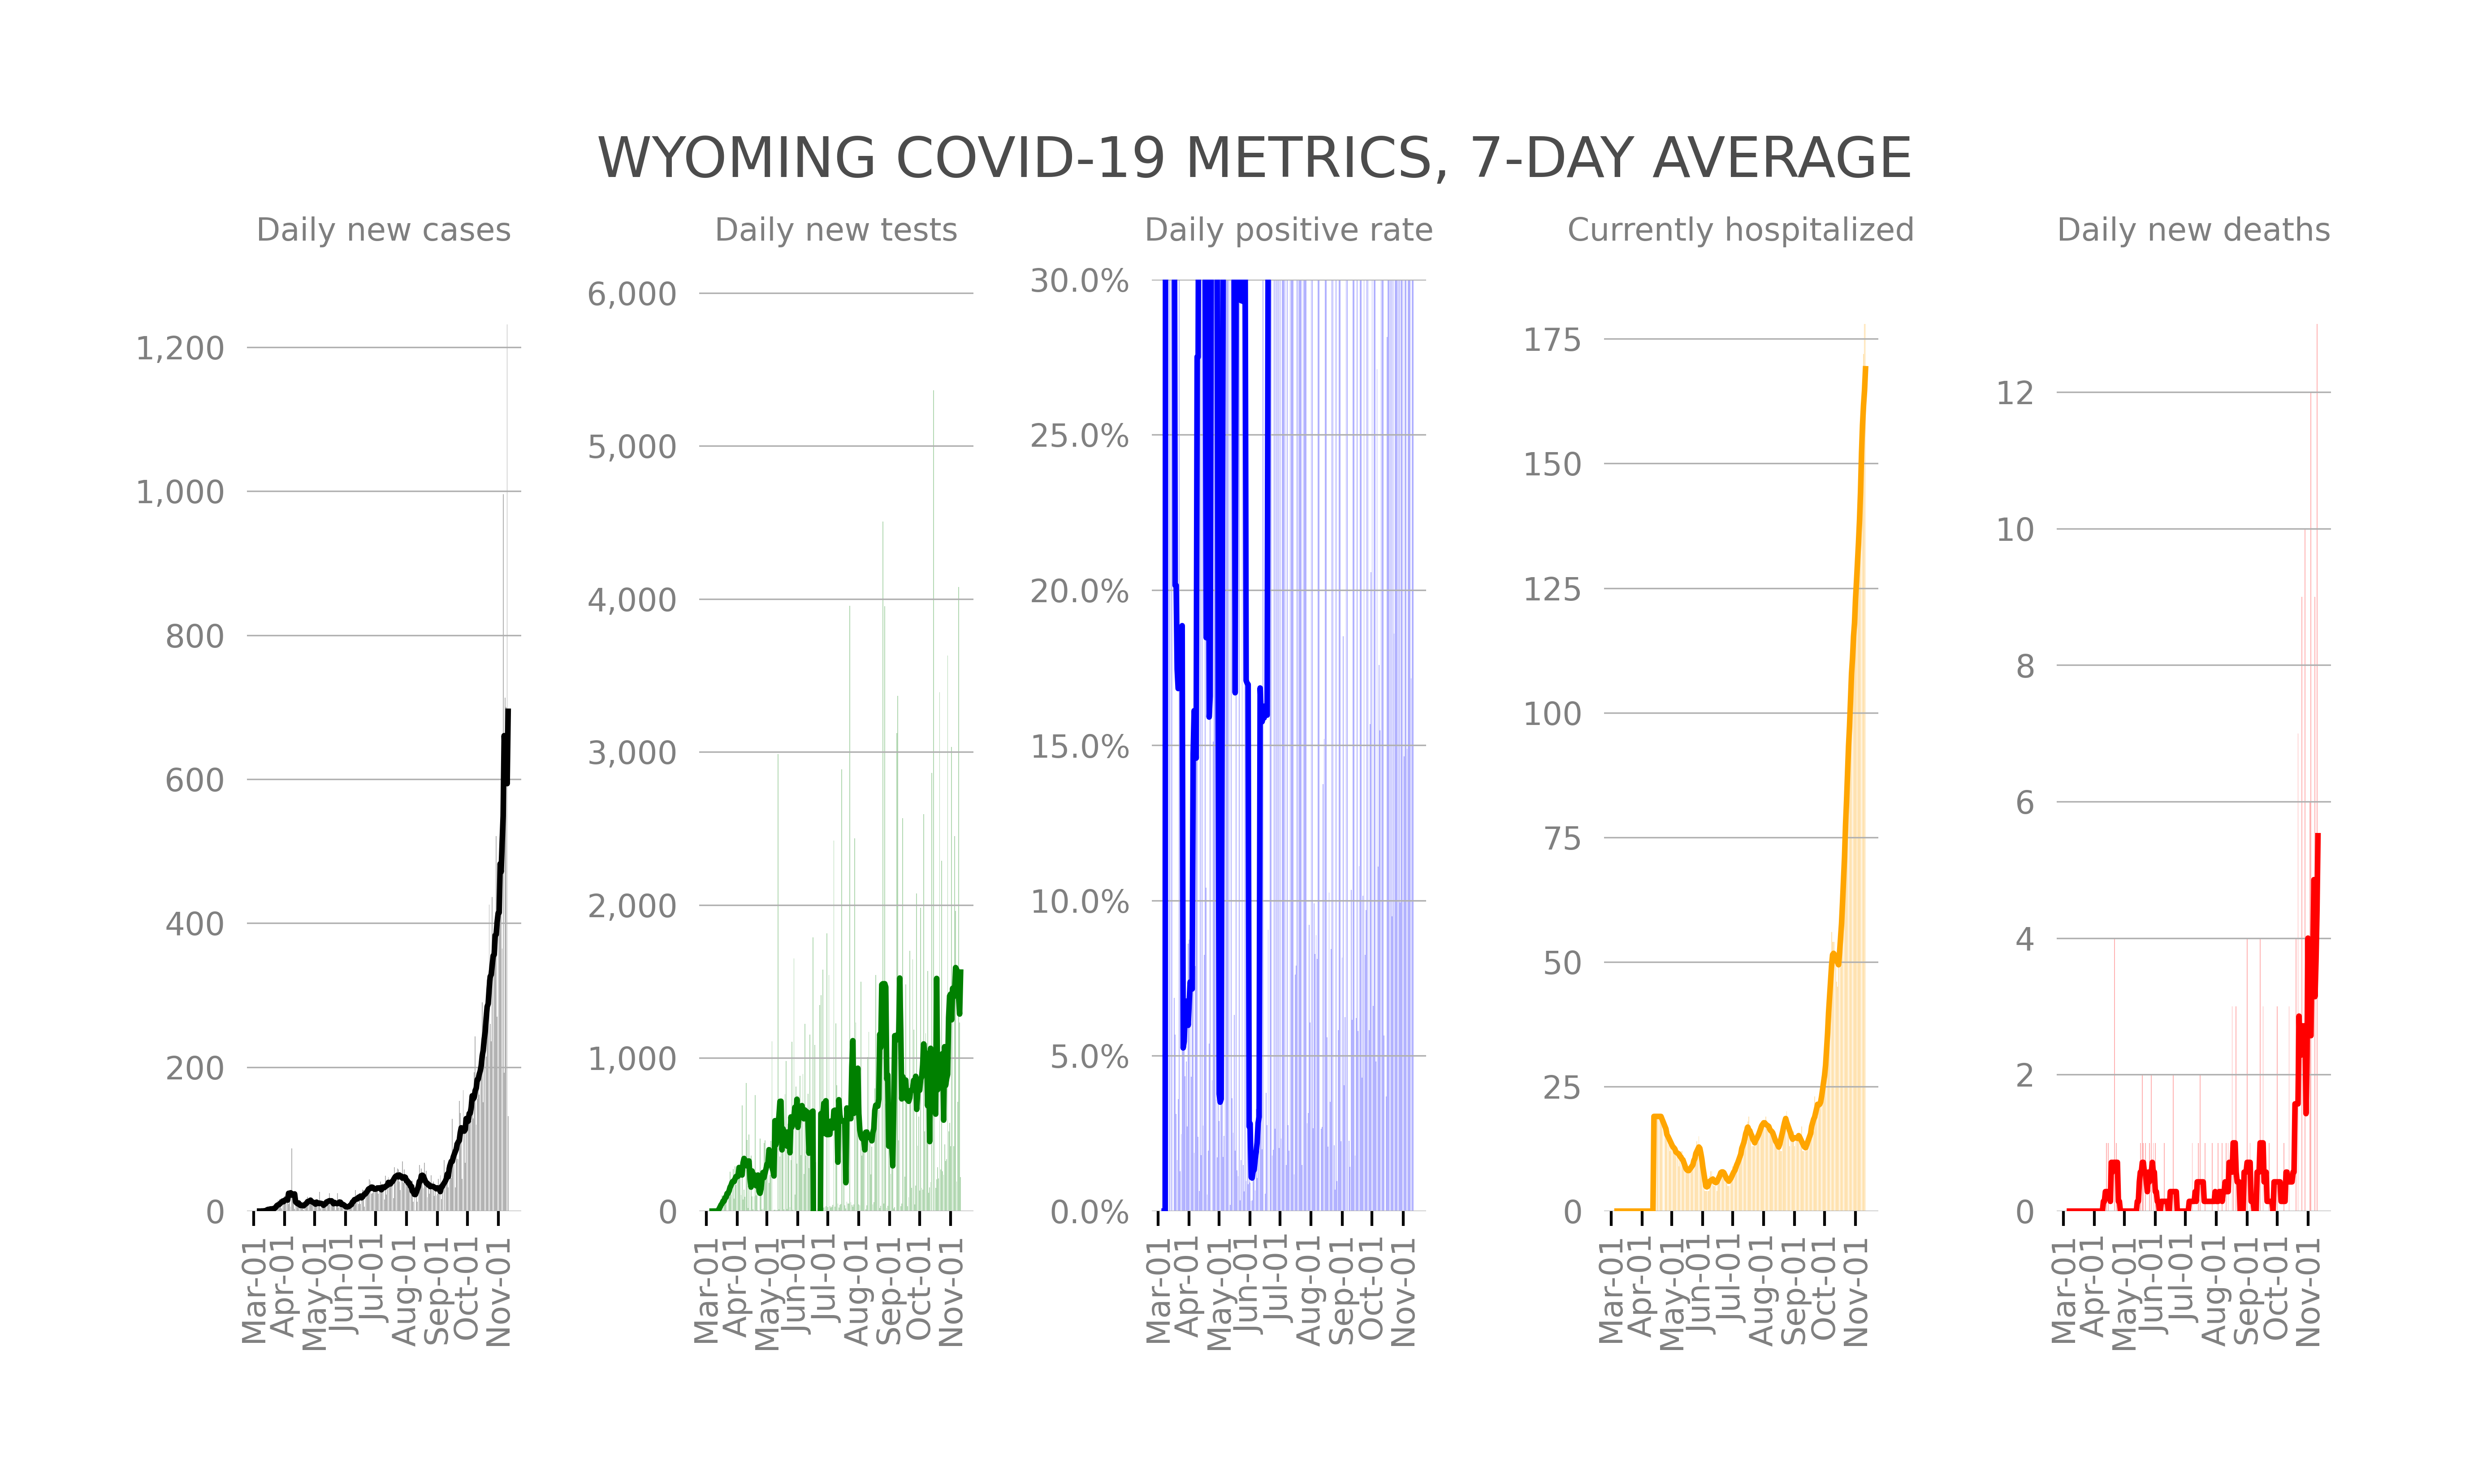 WYOMING COVID-19 METRICS, 7-DAY AVERAGE
Daily new cases
1,200
1,000
800
600
400
200
0
Mar-01
Apr-01
May-01
Jun-01
Jul-01
Aug-01
Sep-01
Oct-01
Nov-01
Daily new tests
6,000
5,000
4,000
3,000
2,000
1,000
0
Mar-01
Apr-01
May-01
Jun-01
Jul-01
Aug-01
Sep-01
Oct-01
Nov-01
Daily positive rate
30.0%
25.0%
20.0%
15.0%
10.0%
5.0%
0.0%
Mar-01
Apr-01
May-01
Jun-01
Jul-01
Aug-01
Sep-01
Oct-01
Nov-01
Currently hospitalized
175
150
125
100
75
50
25
0
Mar-01
Apr-01
May-01
Jun-01
Jul-01
Aug-01
Sep-01
Oct-01
Nov-01
Daily new deaths
12
10
8
6
4
2
0
Mar-01
Apr-01
May-01
Jun-01
Jul-01
Aug-01
Sep-01
Oct-01
Nov-01